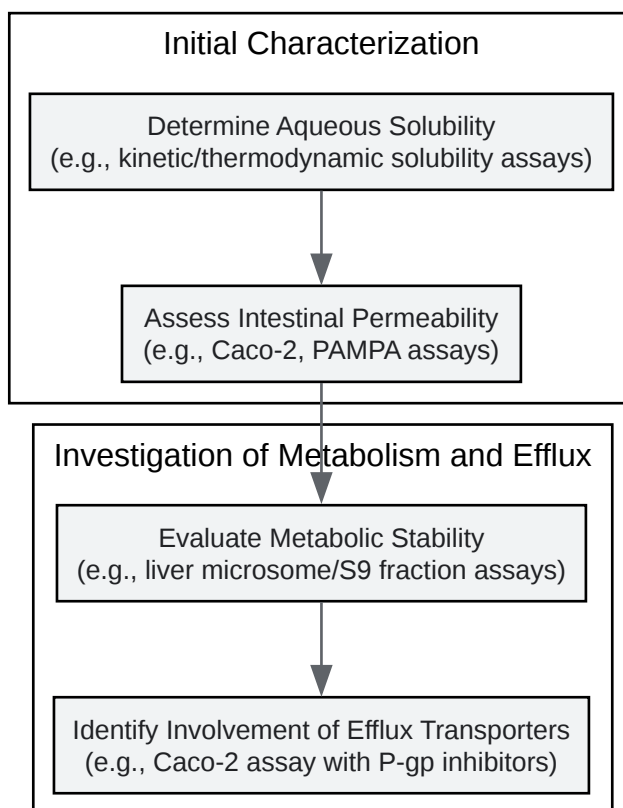 Initial Characterization
Determine Aqueous Solubility
(e.g., kinetic/thermodynamic solubility assays)
Assess Intestinal Permeability
(e.g., Caco-2, PAMPA assays)
Investigation of Metabolism and Efflux
Evaluate Metabolic Stability
(e.g., liver microsome/S9 fraction assays)
Identify Involvement of Efflux Transporters
(e.g., Caco-2 assay with P-gp inhibitors)